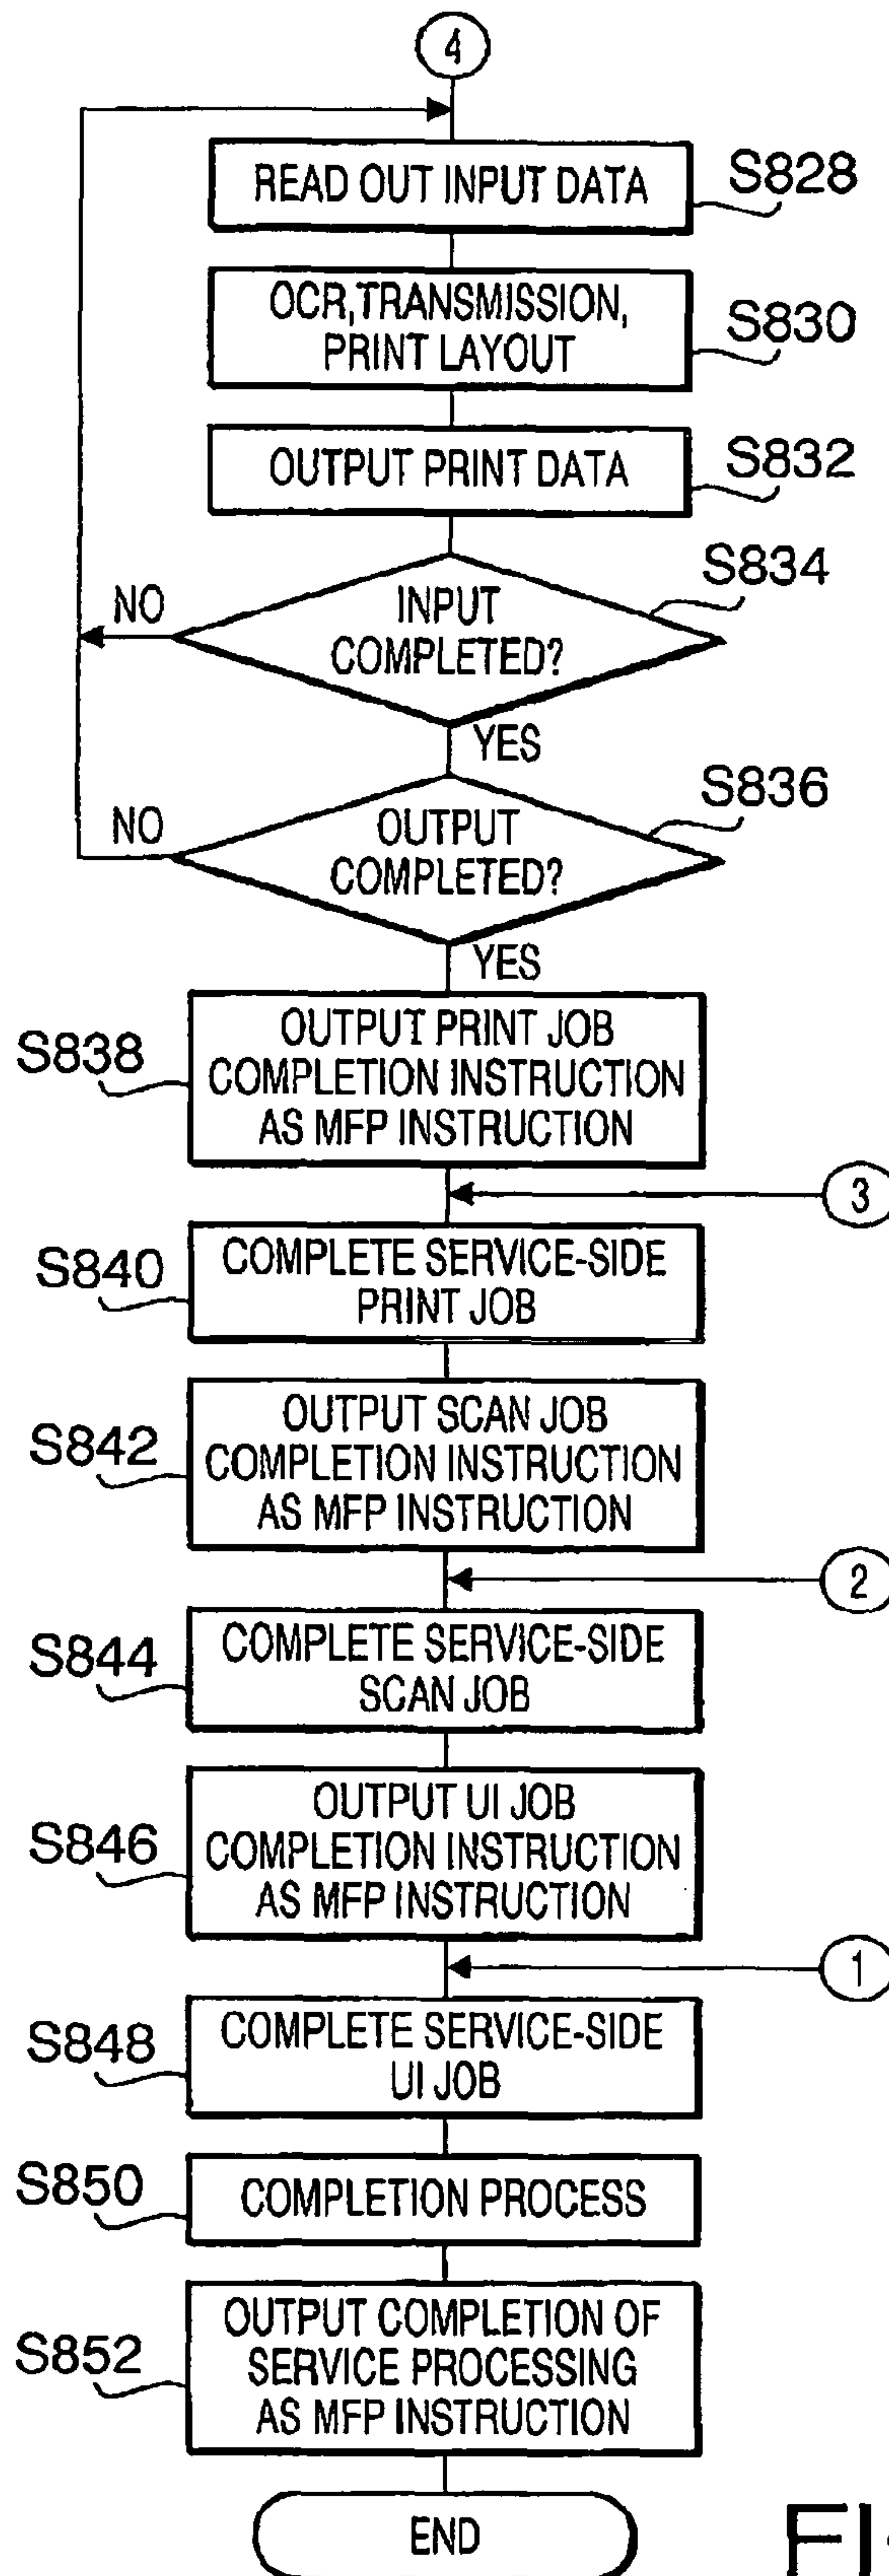 4
READ OUT INPUT DATA
S828
OCR,TRANSMISSION,
PRINT LAYOUT
S830
OUTPUT PRINT DATA
S832
INPUT
COMPLETED?
S834
NO
YES
OUTPUT
COMPLETED?
S836
NO
YES
S838
OUTPUT PRINT JOB
COMPLETION INSTRUCTION
AS MFP INSTRUCTION
3
S840
COMPLETE SERVICE-SIDE
PRINT JOB
S842
OUTPUT SCAN JOB
COMPLETION INSTRUCTION
AS MFP INSTRUCTION
2
S844
COMPLETE SERVICE-SIDE
SCAN JOB
S846
OUTPUT UI JOB
COMPLETION INSTRUCTION
AS MFP INSTRUCTION
1
S848
COMPLETE SERVICE-SIDE
UI JOB
S850
COMPLETION PROCESS
S852
OUTPUT COMPLETION OF
SERVICE PROCESSING
AS MFP INSTRUCTION
END